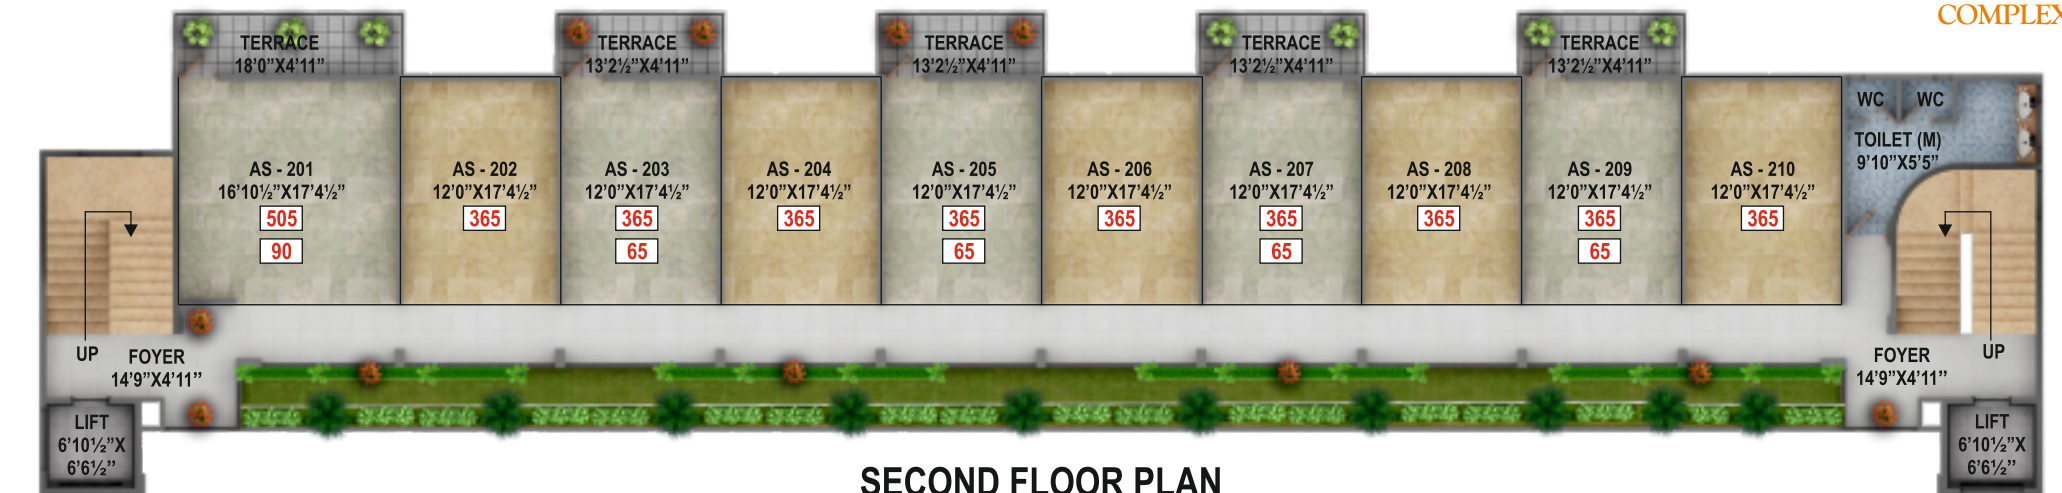 COMPLEX
TERRACE
18’0”X4’11”
TERRACE
13’2½”X4’11”
TERRACE
13’2½”X4’11”
TERRACE
13’2½”X4’11”
TERRACE
13’2½”X4’11”
AS - 201
16’10½”X17’4½”
505
90
AS - 202
12’0”X17’4½”
365
AS - 203
12’0”X17’4½”
365
65
AS - 204
12’0”X17’4½”
365
AS - 205
12’0”X17’4½”
365
65
AS - 206
12’0”X17’4½”
365
AS - 207
12’0”X17’4½”
365
65
AS - 208
12’0”X17’4½”
365
AS - 209
12’0”X17’4½”
365
65
AS - 210
12’0”X17’4½”
365
WC
WC
TOILET (M)
9’10”X5’5”
UP
FOYER
14’9”X4’11”
LIFT
6’10½”X
6’6½”
FOYER
14’9”X4’11”
UP
LIFT
6’10½”X
6’6½”
SECOND FLOOR PLAN